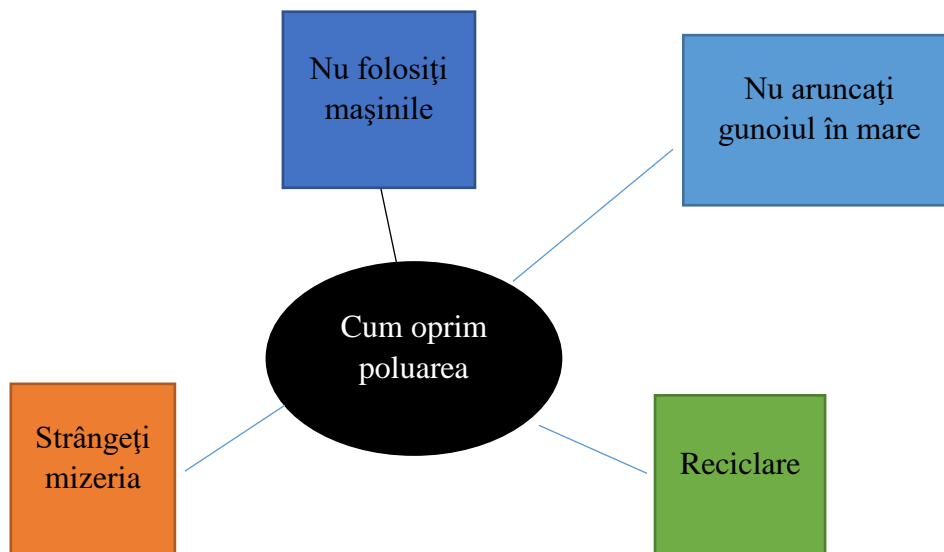 Nu folosiţi
maşinile
Nu aruncaţi
gunoiul în mare
Cum oprim
poluarea
Strângeţi
mizeria
Reciclare